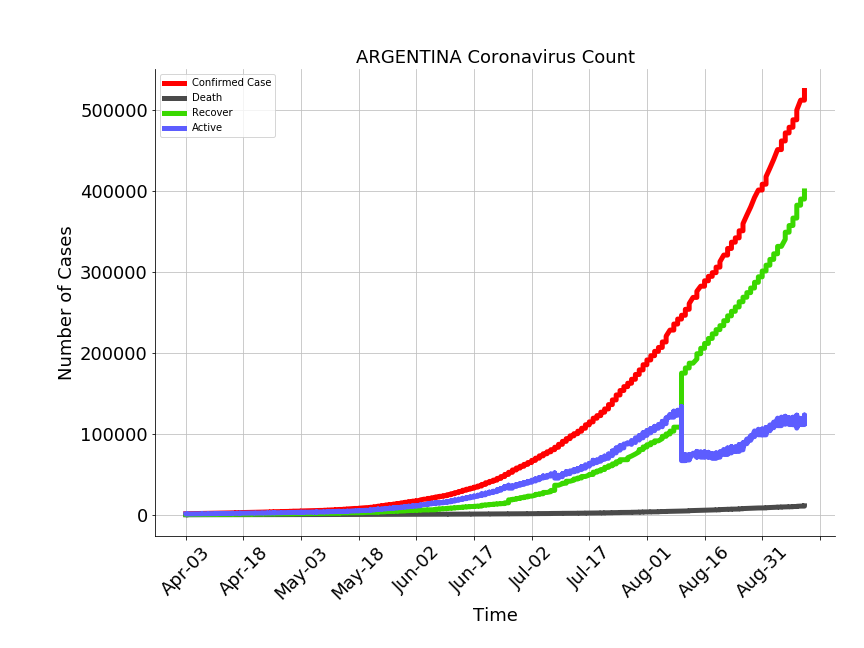 ARGENTINA Coronavirus Count
Confirmed Case
Death
Recover
Active
Number of Cases
500000
400000
300000
200000
100000
0
Apr-03
Apr-18
May-03
May-18
Jun-02
Jun-17
Jul-02
Jul-17
Aug-01
Aug-16
Aug-31
Time